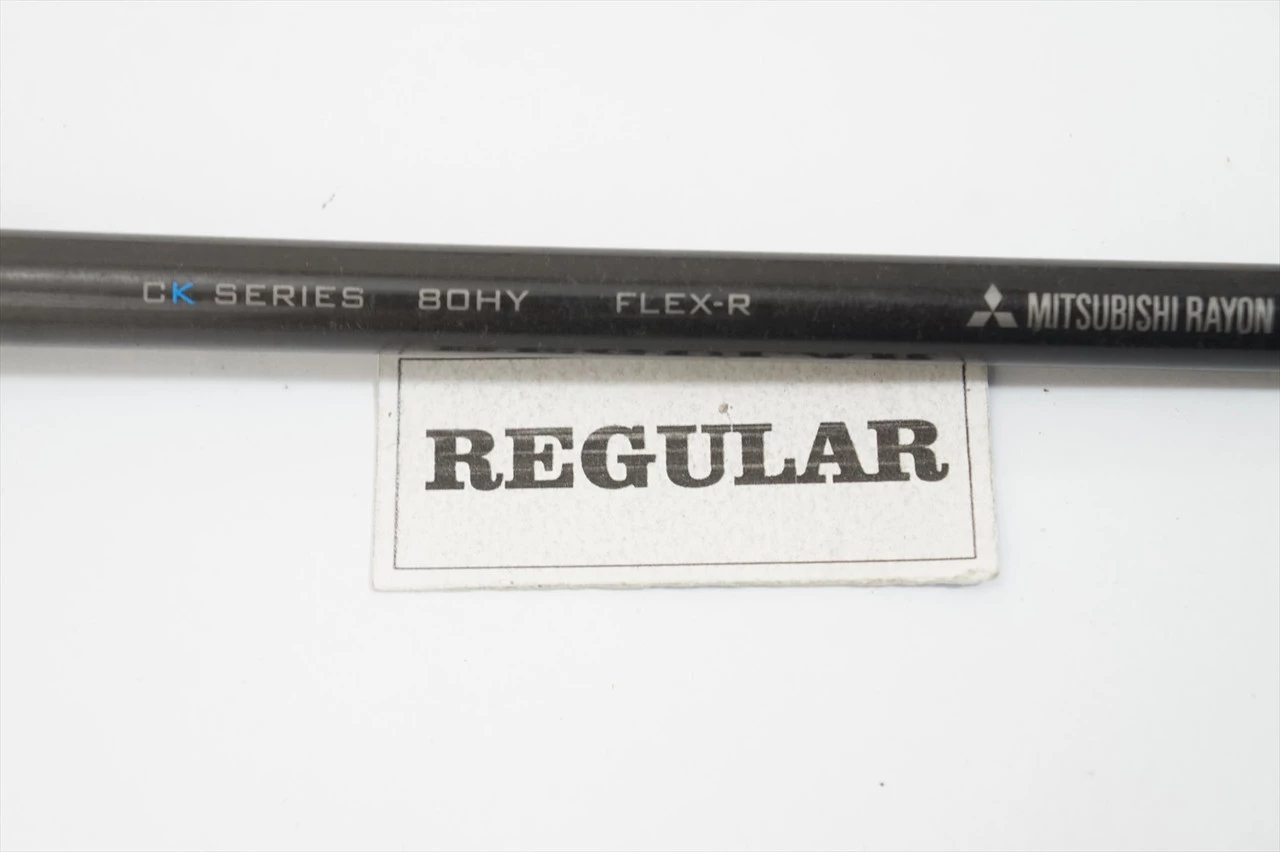 CK SERIES 80HY FLEX-R MITSUBISHI RAYON
REGULAR